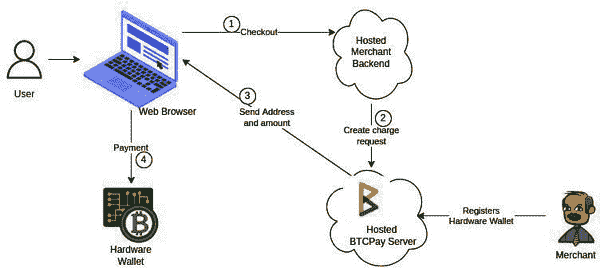 1
Checkout
Hosted
Merchant
Backend
User
Web Browser
3
Send Address
and amount
2
Create charge
request
Payment
4
Hosted
BTCPay Server
Registers
Hardware Wallet
Hardware
Wallet
Merchant